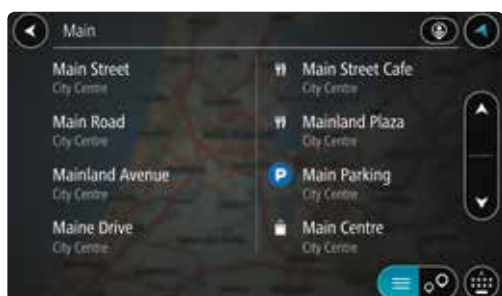 Main
Main Street
City Centre
Main Road
City Centre
Mainland Avenue
City Centre
Maine Drive
City Centre
Main Street Cafe
City Centre
Mainland Plaza
City Centre
P
Main Parking
City Centre
Main Centre
City Centre